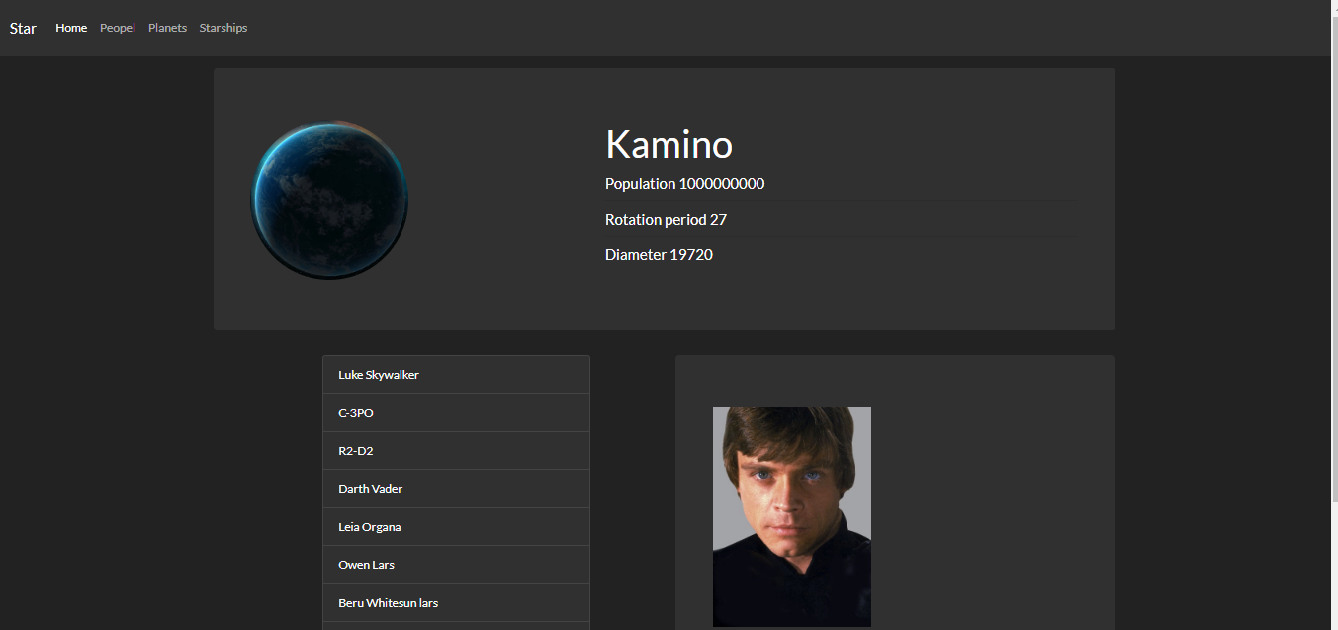 Star Home Peopel Planets Starships
Kamino
Population 1000000000
Rotation period 27
Diameter 19720
Luke Skywalker
C-3PO
R2-D2
Darth Vader
Leia Organa
Owen Lars
Beru Whitesun lars